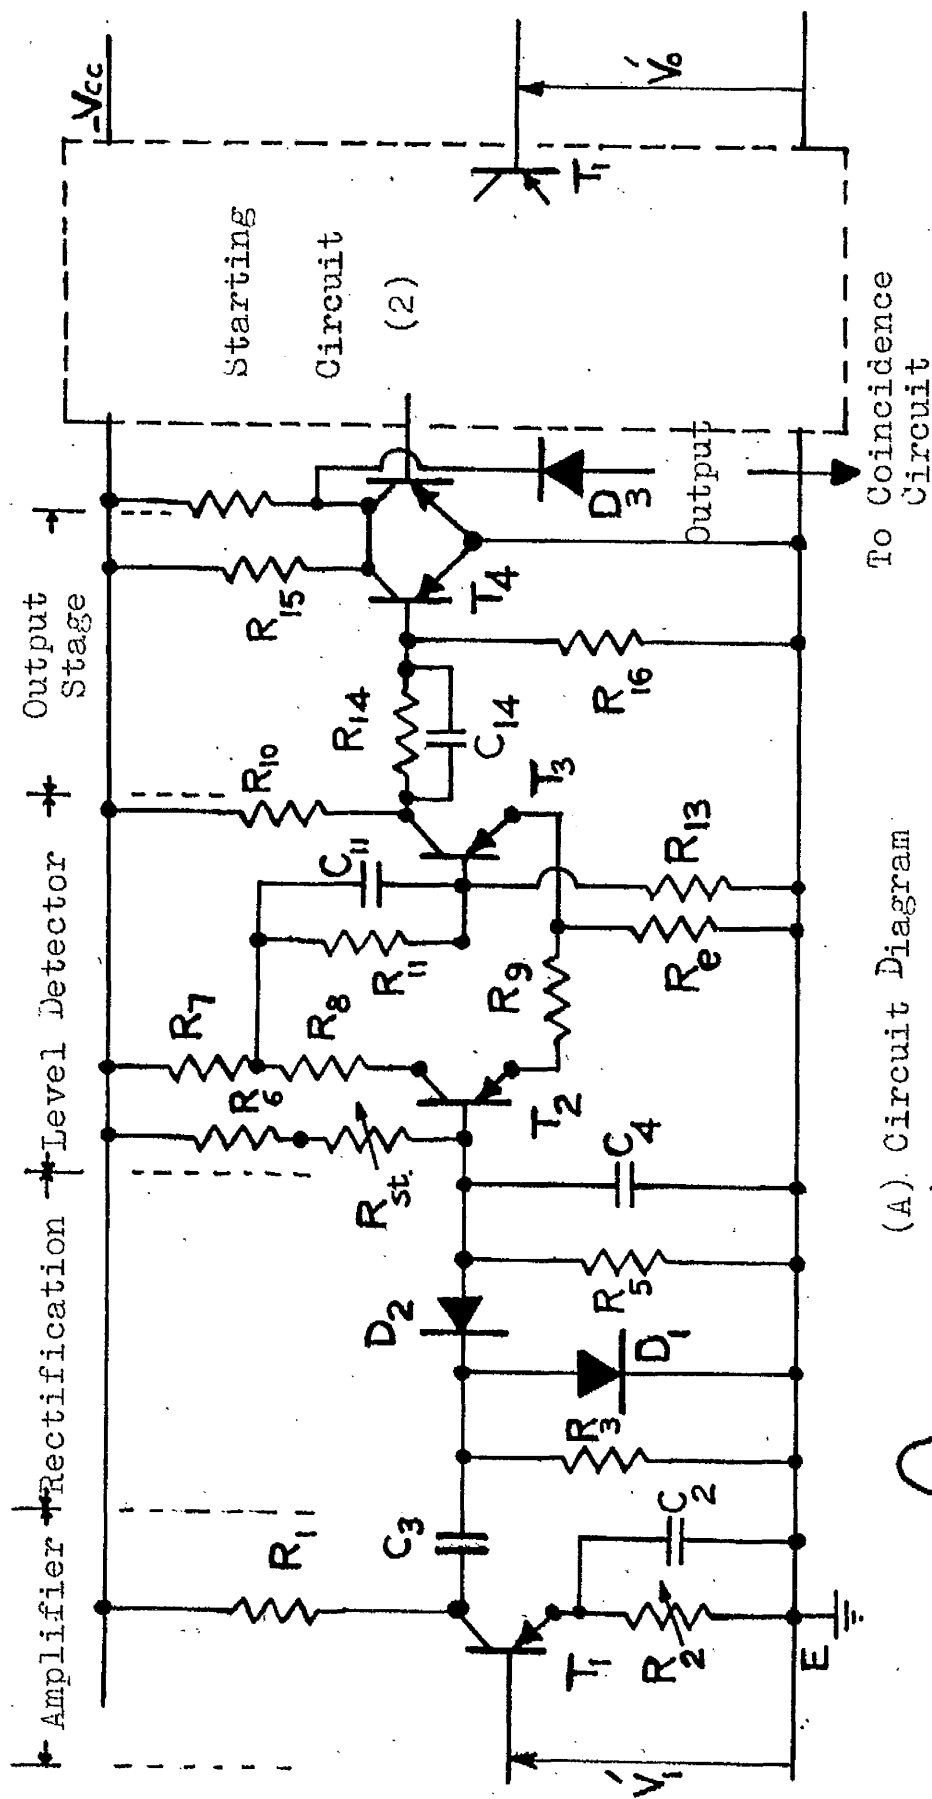 Amplifier
Rectification
Level Detector
Output
Stage
-Vcc
R1
R6
Rst.
R7
R8
R11
C11
R10
R15
Starting
Circuit
(2)
C3
D2
R14
C14
T4
T1
V'o
T1
R2
C2
R3
D1
R5
C4
T2
R9
T3
Re
R13
R16
D3
Output
V'1
E
To Coincidence
Circuit
(A). Circuit Diagram